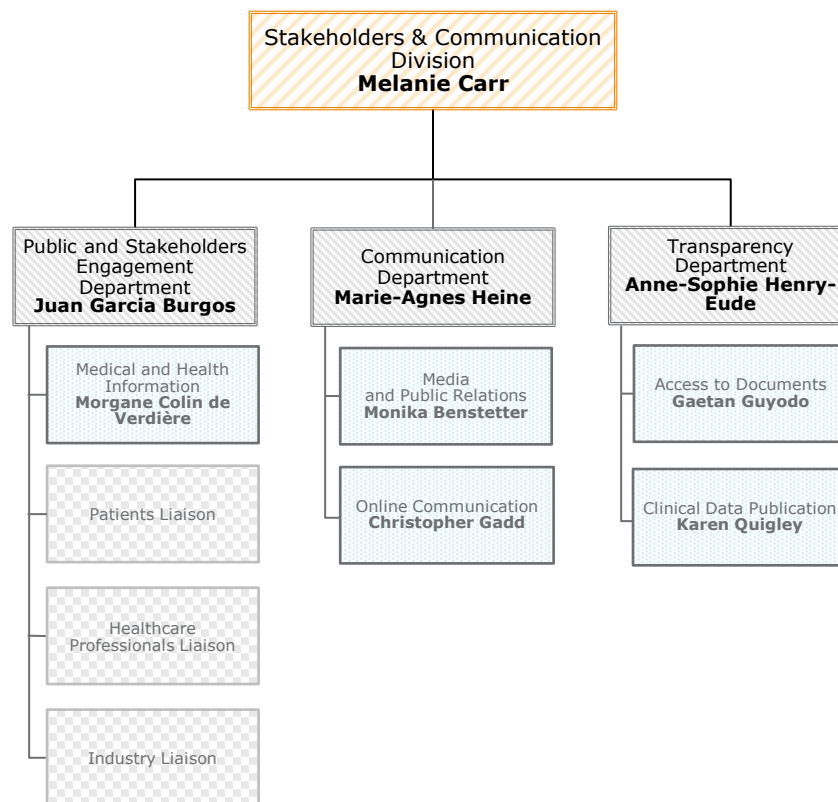 Stakeholders & Communication
Division
Melanie Carr
Public and Stakeholders
Engagement
Department
Juan Garcia Burgos
Communication
Department
Marie-Agnes Heine
Transparency
Department
Anne-Sophie Henry-
Eude
Medical and Health
Information
Morgane Colin de
Verdière
Media
and Public Relations
Monika Benstetter
Access to Documents
Gaetan Guyodo
Patients Liaison
Online Communication
Christopher Gadd
Clinical Data Publication
Karen Quigley
Healthcare
Professionals Liaison
Industry Liaison